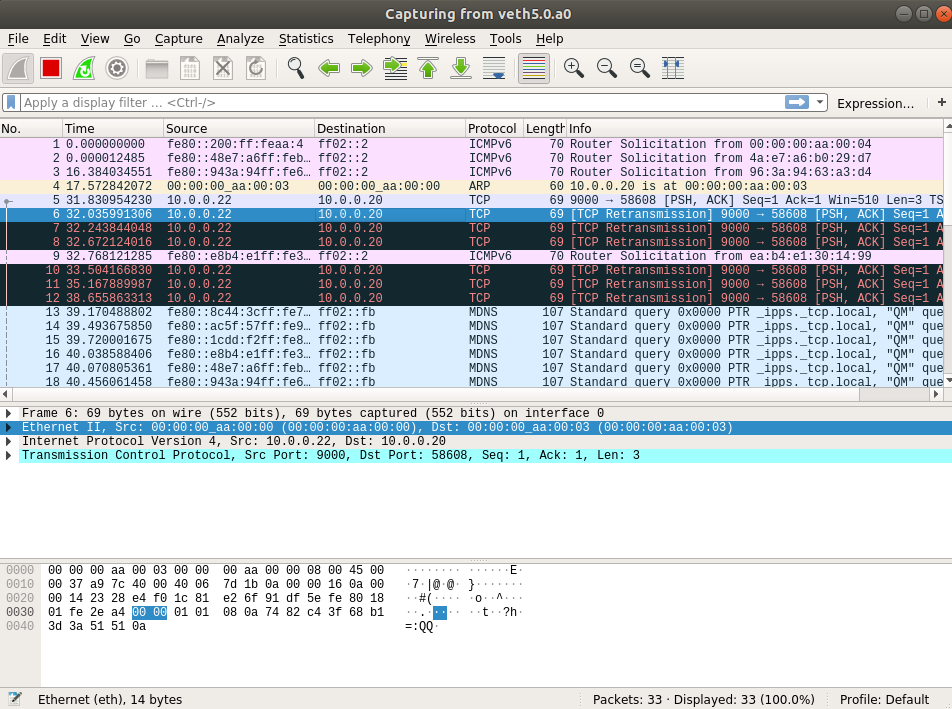 Capturing from veth5.0.a0
File Edit View Go Capture Analyze Statistics Telephony Wireless Tools Help
Apply a display filter ... <Ctrl-/> Expression... +
No. Time Source Destination Protocol Length Info
1 0.000000000 fe80::200:ff:feaa:4 ff02::2 ICMPv6 70 Router Solicitation from 00:00:00:aa:00:04
2 0.000012485 fe80::48e7:a6ff:feb… ff02::2 ICMPv6 70 Router Solicitation from 4a:e7:a6:b0:29:d7
3 16.384034551 fe80::943a:94ff:fe6… ff02::2 ICMPv6 70 Router Solicitation from 96:3a:94:63:a3:d4
4 17.572842072 00:00:00_aa:00:03 00:00:00_aa:00:00 ARP 60 10.0.0.20 is at 00:00:00:aa:00:03
5 31.830954230 10.0.0.22 10.0.0.20 TCP 69 9000 → 58608 [PSH, ACK] Seq=1 Ack=1 Win=510 Len=3 TS
6 32.035991306 10.0.0.22 10.0.0.20 TCP 69 [TCP Retransmission] 9000 → 58608 [PSH, ACK] Seq=1 A
7 32.243844048 10.0.0.22 10.0.0.20 TCP 69 [TCP Retransmission] 9000 → 58608 [PSH, ACK] Seq=1 A
8 32.672124016 10.0.0.22 10.0.0.20 TCP 69 [TCP Retransmission] 9000 → 58608 [PSH, ACK] Seq=1 A
9 32.768121285 fe80::e8b4:e1ff:fe3… ff02::2 ICMPv6 70 Router Solicitation from ea:b4:e1:30:14:99
10 33.504166830 10.0.0.22 10.0.0.20 TCP 69 [TCP Retransmission] 9000 → 58608 [PSH, ACK] Seq=1 A
11 35.167889987 10.0.0.22 10.0.0.20 TCP 69 [TCP Retransmission] 9000 → 58608 [PSH, ACK] Seq=1 A
12 38.655863313 10.0.0.22 10.0.0.20 TCP 69 [TCP Retransmission] 9000 → 58608 [PSH, ACK] Seq=1 A
13 39.170488802 fe80::8c44:3cff:fe7… ff02::fb MDNS 107 Standard query 0x0000 PTR _ipps._tcp.local, "QM" que
14 39.493675850 fe80::ac5f:57ff:fe9… ff02::fb MDNS 107 Standard query 0x0000 PTR _ipps._tcp.local, "QM" que
15 39.720001675 fe80::1cdd:f2ff:fe8… ff02::fb MDNS 107 Standard query 0x0000 PTR _ipps._tcp.local, "QM" que
16 40.038588406 fe80::e8b4:e1ff:fe3… ff02::fb MDNS 107 Standard query 0x0000 PTR _ipps._tcp.local, "QM" que
17 40.070805361 fe80::48e7:a6ff:feb… ff02::fb MDNS 107 Standard query 0x0000 PTR _ipps._tcp.local, "QM" que
18 40.456061458 fe80::943a:94ff:fe6… ff02::fb MDNS 107 Standard query 0x0000 PTR _ipps._tcp.local, "QM" que
Frame 6: 69 bytes on wire (552 bits), 69 bytes captured (552 bits) on interface 0
Ethernet II, Src: 00:00:00_aa:00:00 (00:00:00:aa:00:00), Dst: 00:00:00_aa:00:03 (00:00:00:aa:00:03)
Internet Protocol Version 4, Src: 10.0.0.22, Dst: 10.0.0.20
Transmission Control Protocol, Src Port: 9000, Dst Port: 58608, Seq: 1, Ack: 1, Len: 3
0000 00 00 00 aa 00 03 00 00 00 aa 00 00 08 00 45 00 ········ ······E·
0010 00 37 a9 7c 40 00 40 06 7d 1b 0a 00 00 16 0a 00 ·7·|@·@· }·······
0020 00 14 23 28 e4 f0 1c 81 e2 6f 91 df 5e fe 80 18 ··#(···· ·o··^···
0030 01 fe 2e a4 00 00 01 01 08 0a 74 82 c4 3f 68 b1 ··.····· ··t··?h·
0040 3d 3a 51 51 0a =:QQ·
Ethernet (eth), 14 bytes Packets: 33 · Displayed: 33 (100.0%) Profile: Default